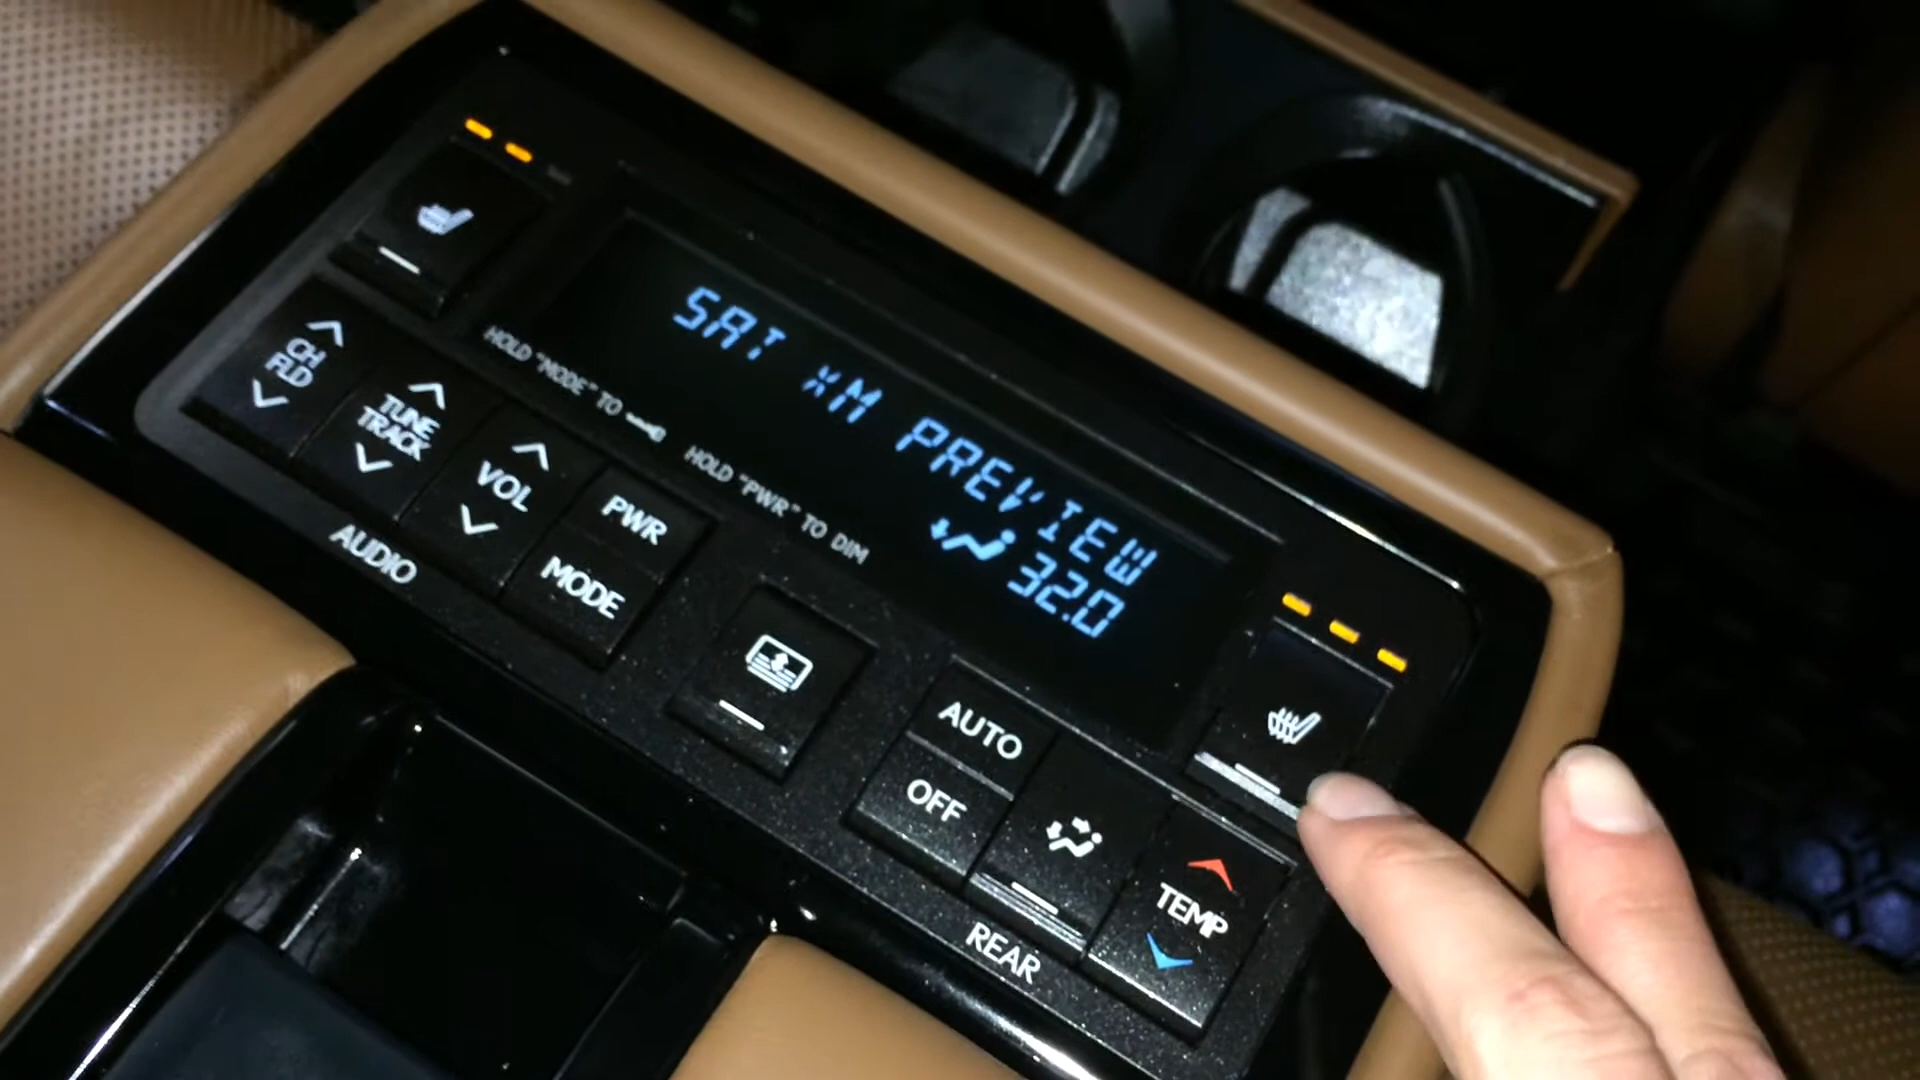 SAT XM PREVIEW
32.0
HOLD "MODE" TO
HOLD "PWR" TO DIM
CH
FLD
TUNE
TRACK
VOL
PWR
MODE
AUDIO
AUTO
OFF
TEMP
REAR